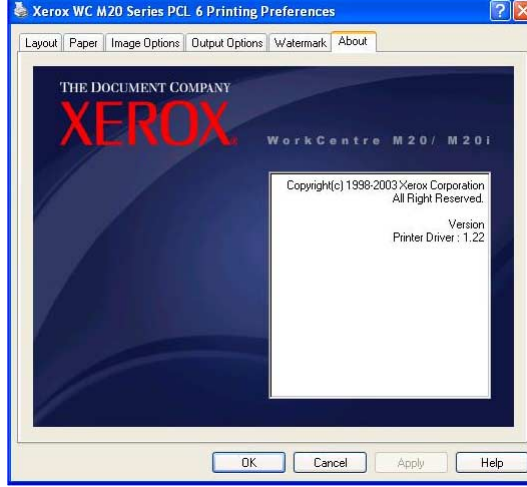 Xerox WC M20 Series PCL 6 Printing Preferences
Layout Paper Image Options Output Options Watermark About
THE DOCUMENT COMPANY
XEROX®
WorkCentre M20/ M20i
Copyright(c) 1998-2003 Xerox Corporation
All Right Reserved.
Version
Printer Driver : 1.22
OK Cancel Apply Help